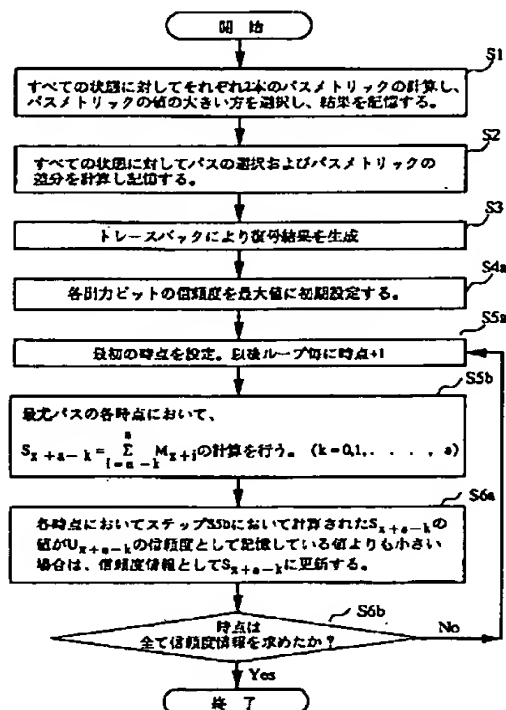 開始
S1
すべての状態に対してそれぞれ2本のパスメトリックの計算し、
パスメトリックの値の大きい方を選択し、結果を記憶する。
S2
すべての状態に対してパスの選択およびパスメトリックの
差分を計算し記憶する。
S3
トレースバックにより復号結果を生成
S4a
各出力ビットの信頼度を最大値に初期設定する。
S5a
最初の時点を設定。以後ループ毎に時点+1
S5b
最尤パスの各時点において、
a
S x+a-k = Σ M x+i の計算を行う。 (k=0,1,. . . . , a)
i=a-k
S6a
各時点においてステップS5bにおいて計算されたS x+a-k の
値がU x+a-k の信頼度として記憶している値よりも小さい
場合は、信頼度情報としてS x+a-k に更新する。
S6b
時点は
全て信頼度情報を求めたか?
No
Yes
終了